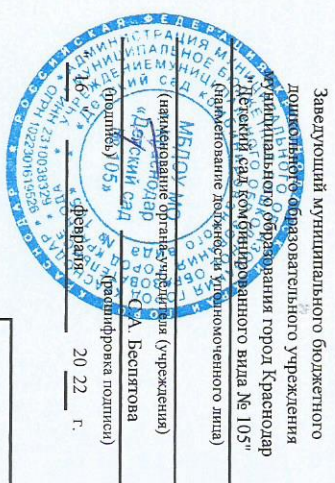 Заведующий муниципального бюджетного
дошкольного образовательного учреждения
муниципального образования город Краснодар
"Детский сад комбинированного вида № 105"
(наименование должности уполномоченного лица)
(наименование органа-учредителя (учреждения)
С.А. Беспятова
(подпись) (расшифровка подписи)
"16" февраля 20 22 г.
РОССИЙСКАЯ ФЕДЕРАЦИЯ
МБДОУ МО
г. Краснодар
«Детский сад
№ 105»